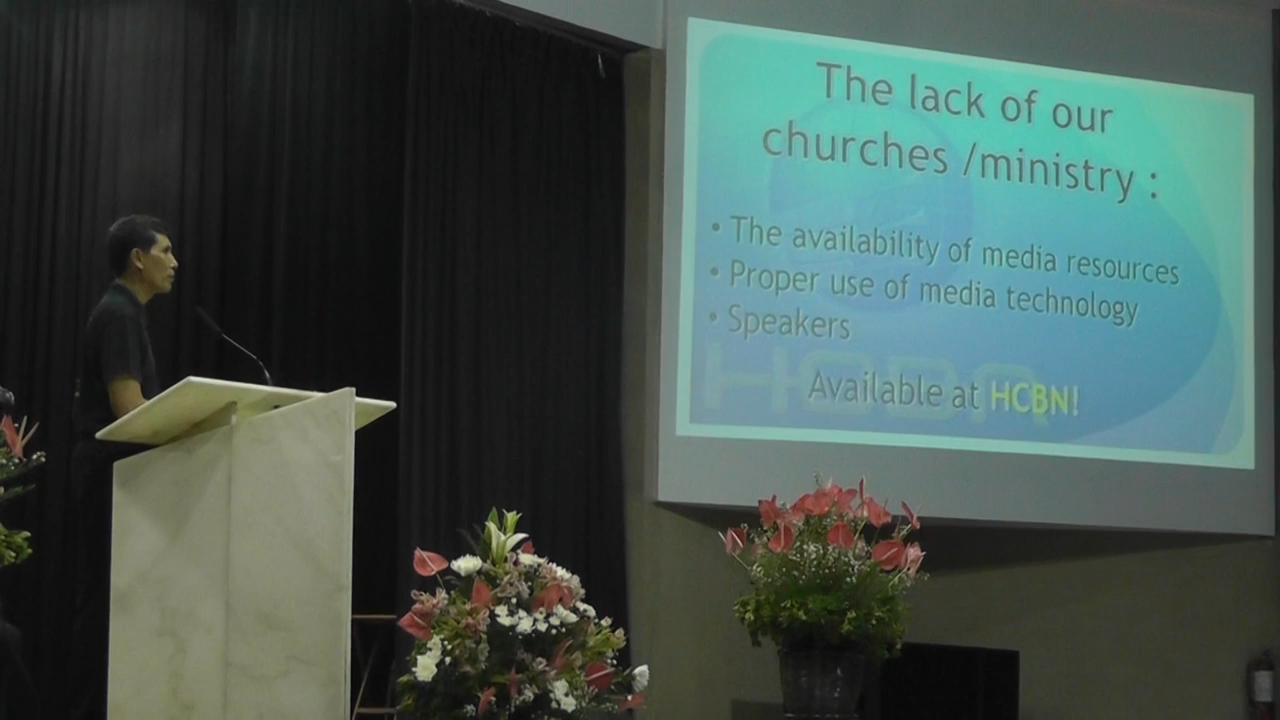 The lack of our
churches /ministry :
• The availability of media resources
• Proper use of media technology
• Speakers
Available at HCBN!
HCBN